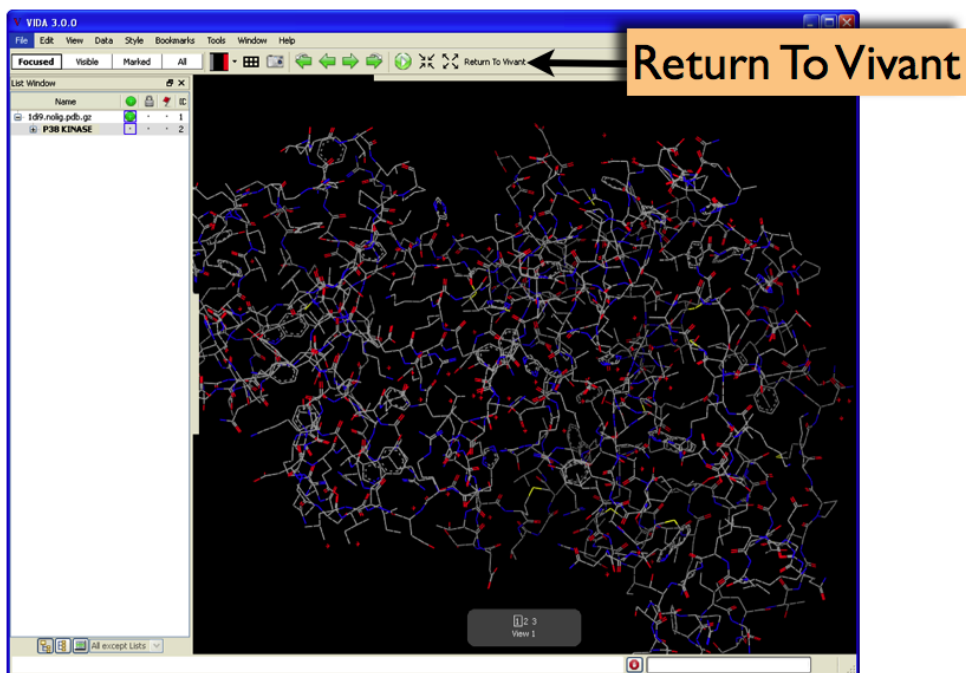 VIDA 3.0.0
File Edit View Data Style Bookmarks Tools Window Help
Focused Visible Marked All Return To Vivant
Return To Vivant
List Window
Name ID
1di9.nolig.pdb.gz 1
P38 KINASE 2
1 2 3
View 1
All except Lists